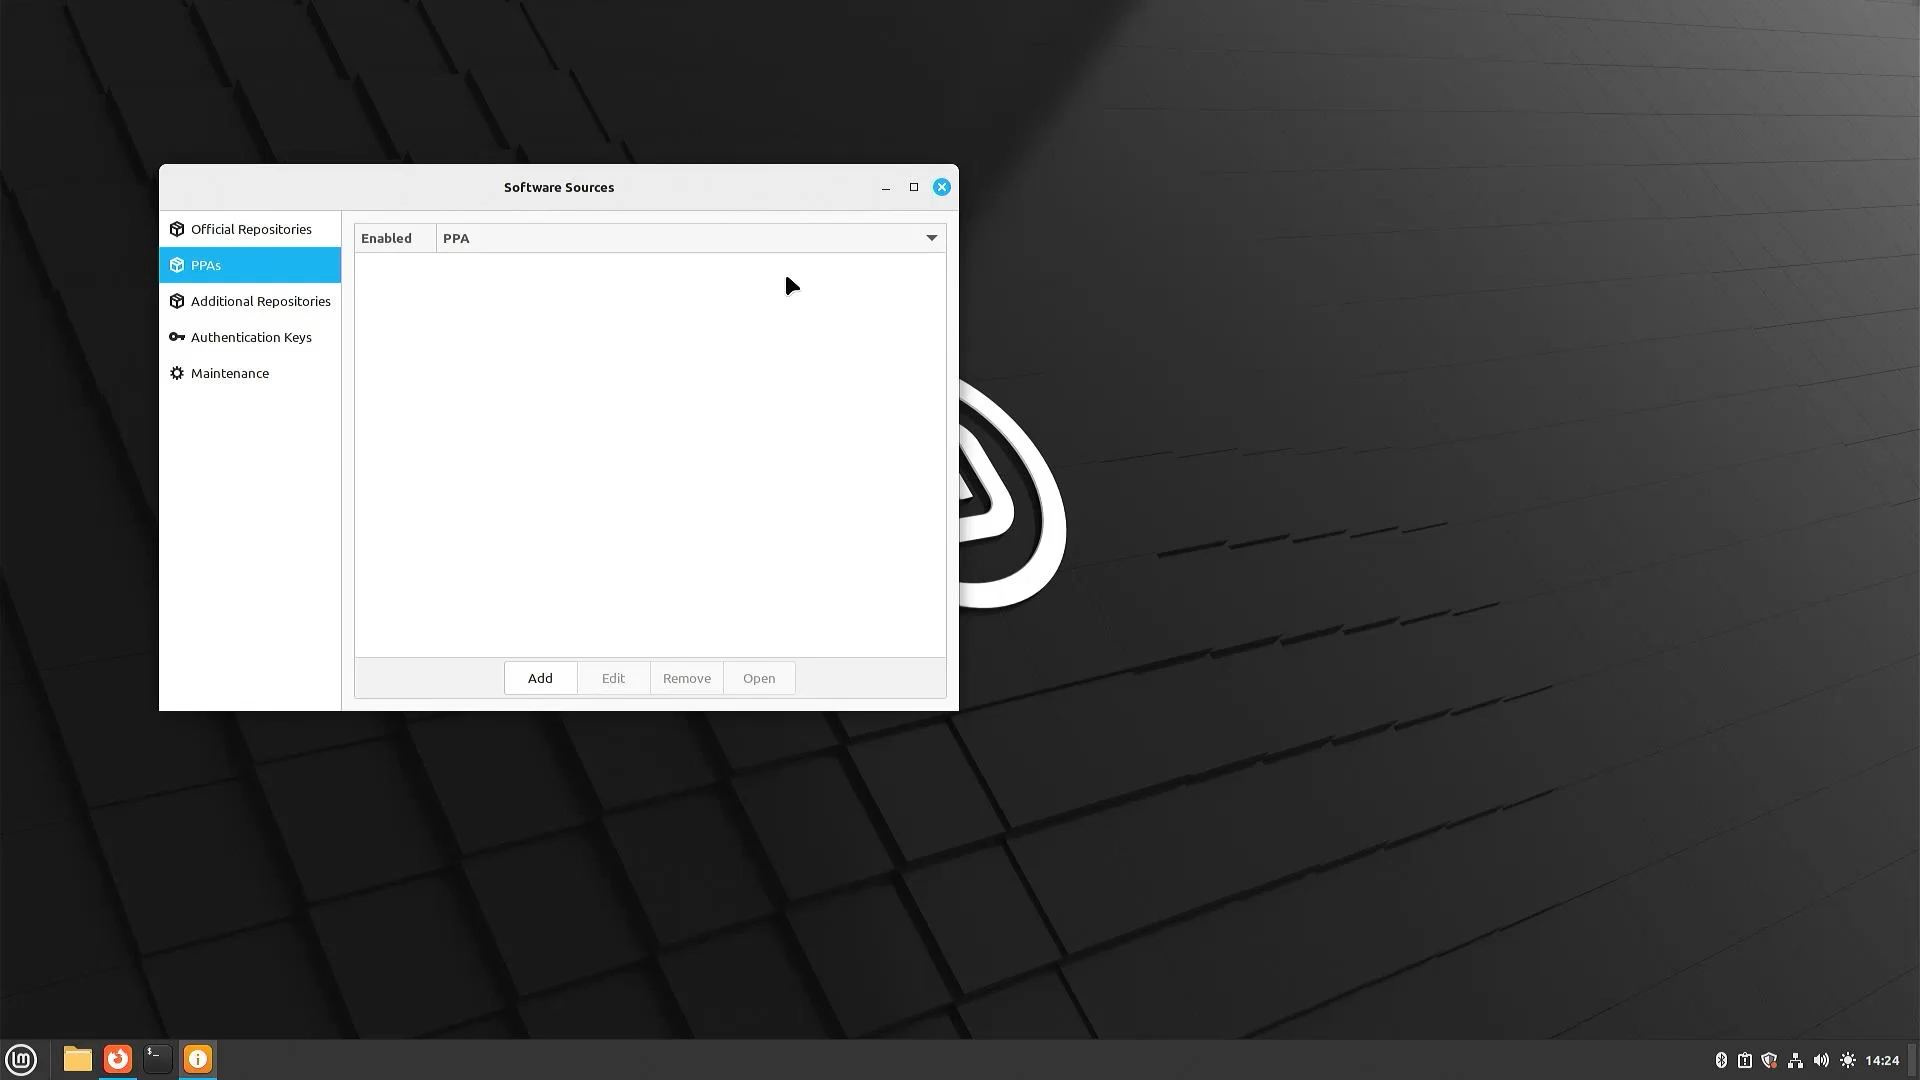 Software Sources
Official Repositories
PPAs
Additional Repositories
Authentication Keys
Maintenance
Enabled PPA
Add Edit Remove Open
14:24